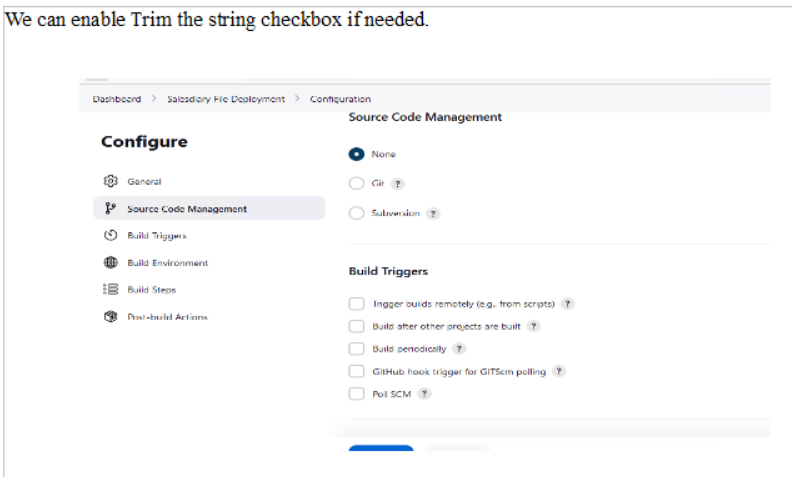 We can enable Trim the string checkbox if needed.
Dashboard > Salesdiary File Deployment > Configuration
Configure
General
Source Code Management
Build Triggers
Build Environment
Build Steps
Post-build Actions
Source Code Management
None
Git ?
Subversion ?
Build Triggers
Trigger builds remotely (e.g., from scripts) ?
Build after other projects are built ?
Build periodically ?
GitHub hook trigger for GITScm polling ?
Poll SCM ?